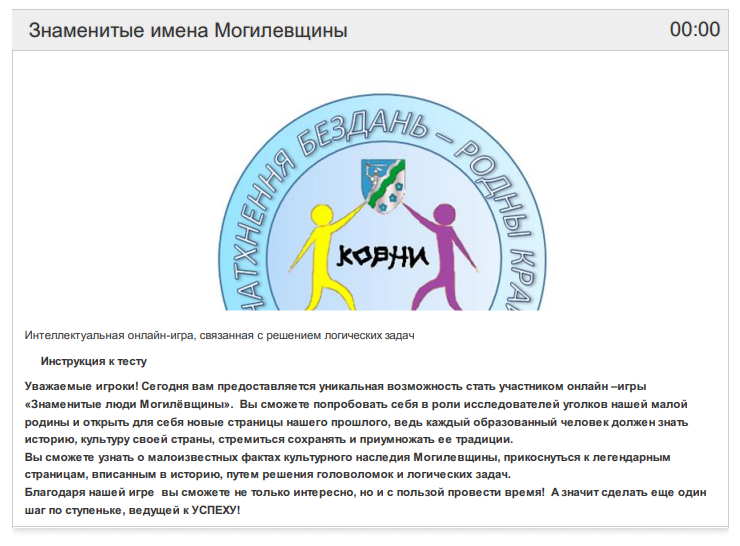 Знаменитые имена Могилевщины
00:00
НАТХНЕННЯ БЕЗДАНЬ – РОДНЫ КРАЙ
КОРНИ
Интеллектуальная онлайн-игра, связанная с решением логических задач
Инструкция к тесту
Уважаемые игроки! Сегодня вам предоставляется уникальная возможность стать участником онлайн –игры
«Знаменитые люди Могилёвщины».  Вы сможете попробовать себя в роли исследователей уголков нашей малой
родины и открыть для себя новые страницы нашего прошлого, ведь каждый образованный человек должен знать
историю, культуру своей страны, стремиться сохранять и приумножать ее традиции.
Вы сможете узнать о малоизвестных фактах культурного наследия Могилевщины, прикоснуться к легендарным
страницам, вписанным в историю, путем решения головоломок и логических задач.
Благодаря нашей игре  вы сможете не только интересно, но и с пользой провести время!  А значит сделать еще один
шаг по ступеньке, ведущей к УСПЕХУ!